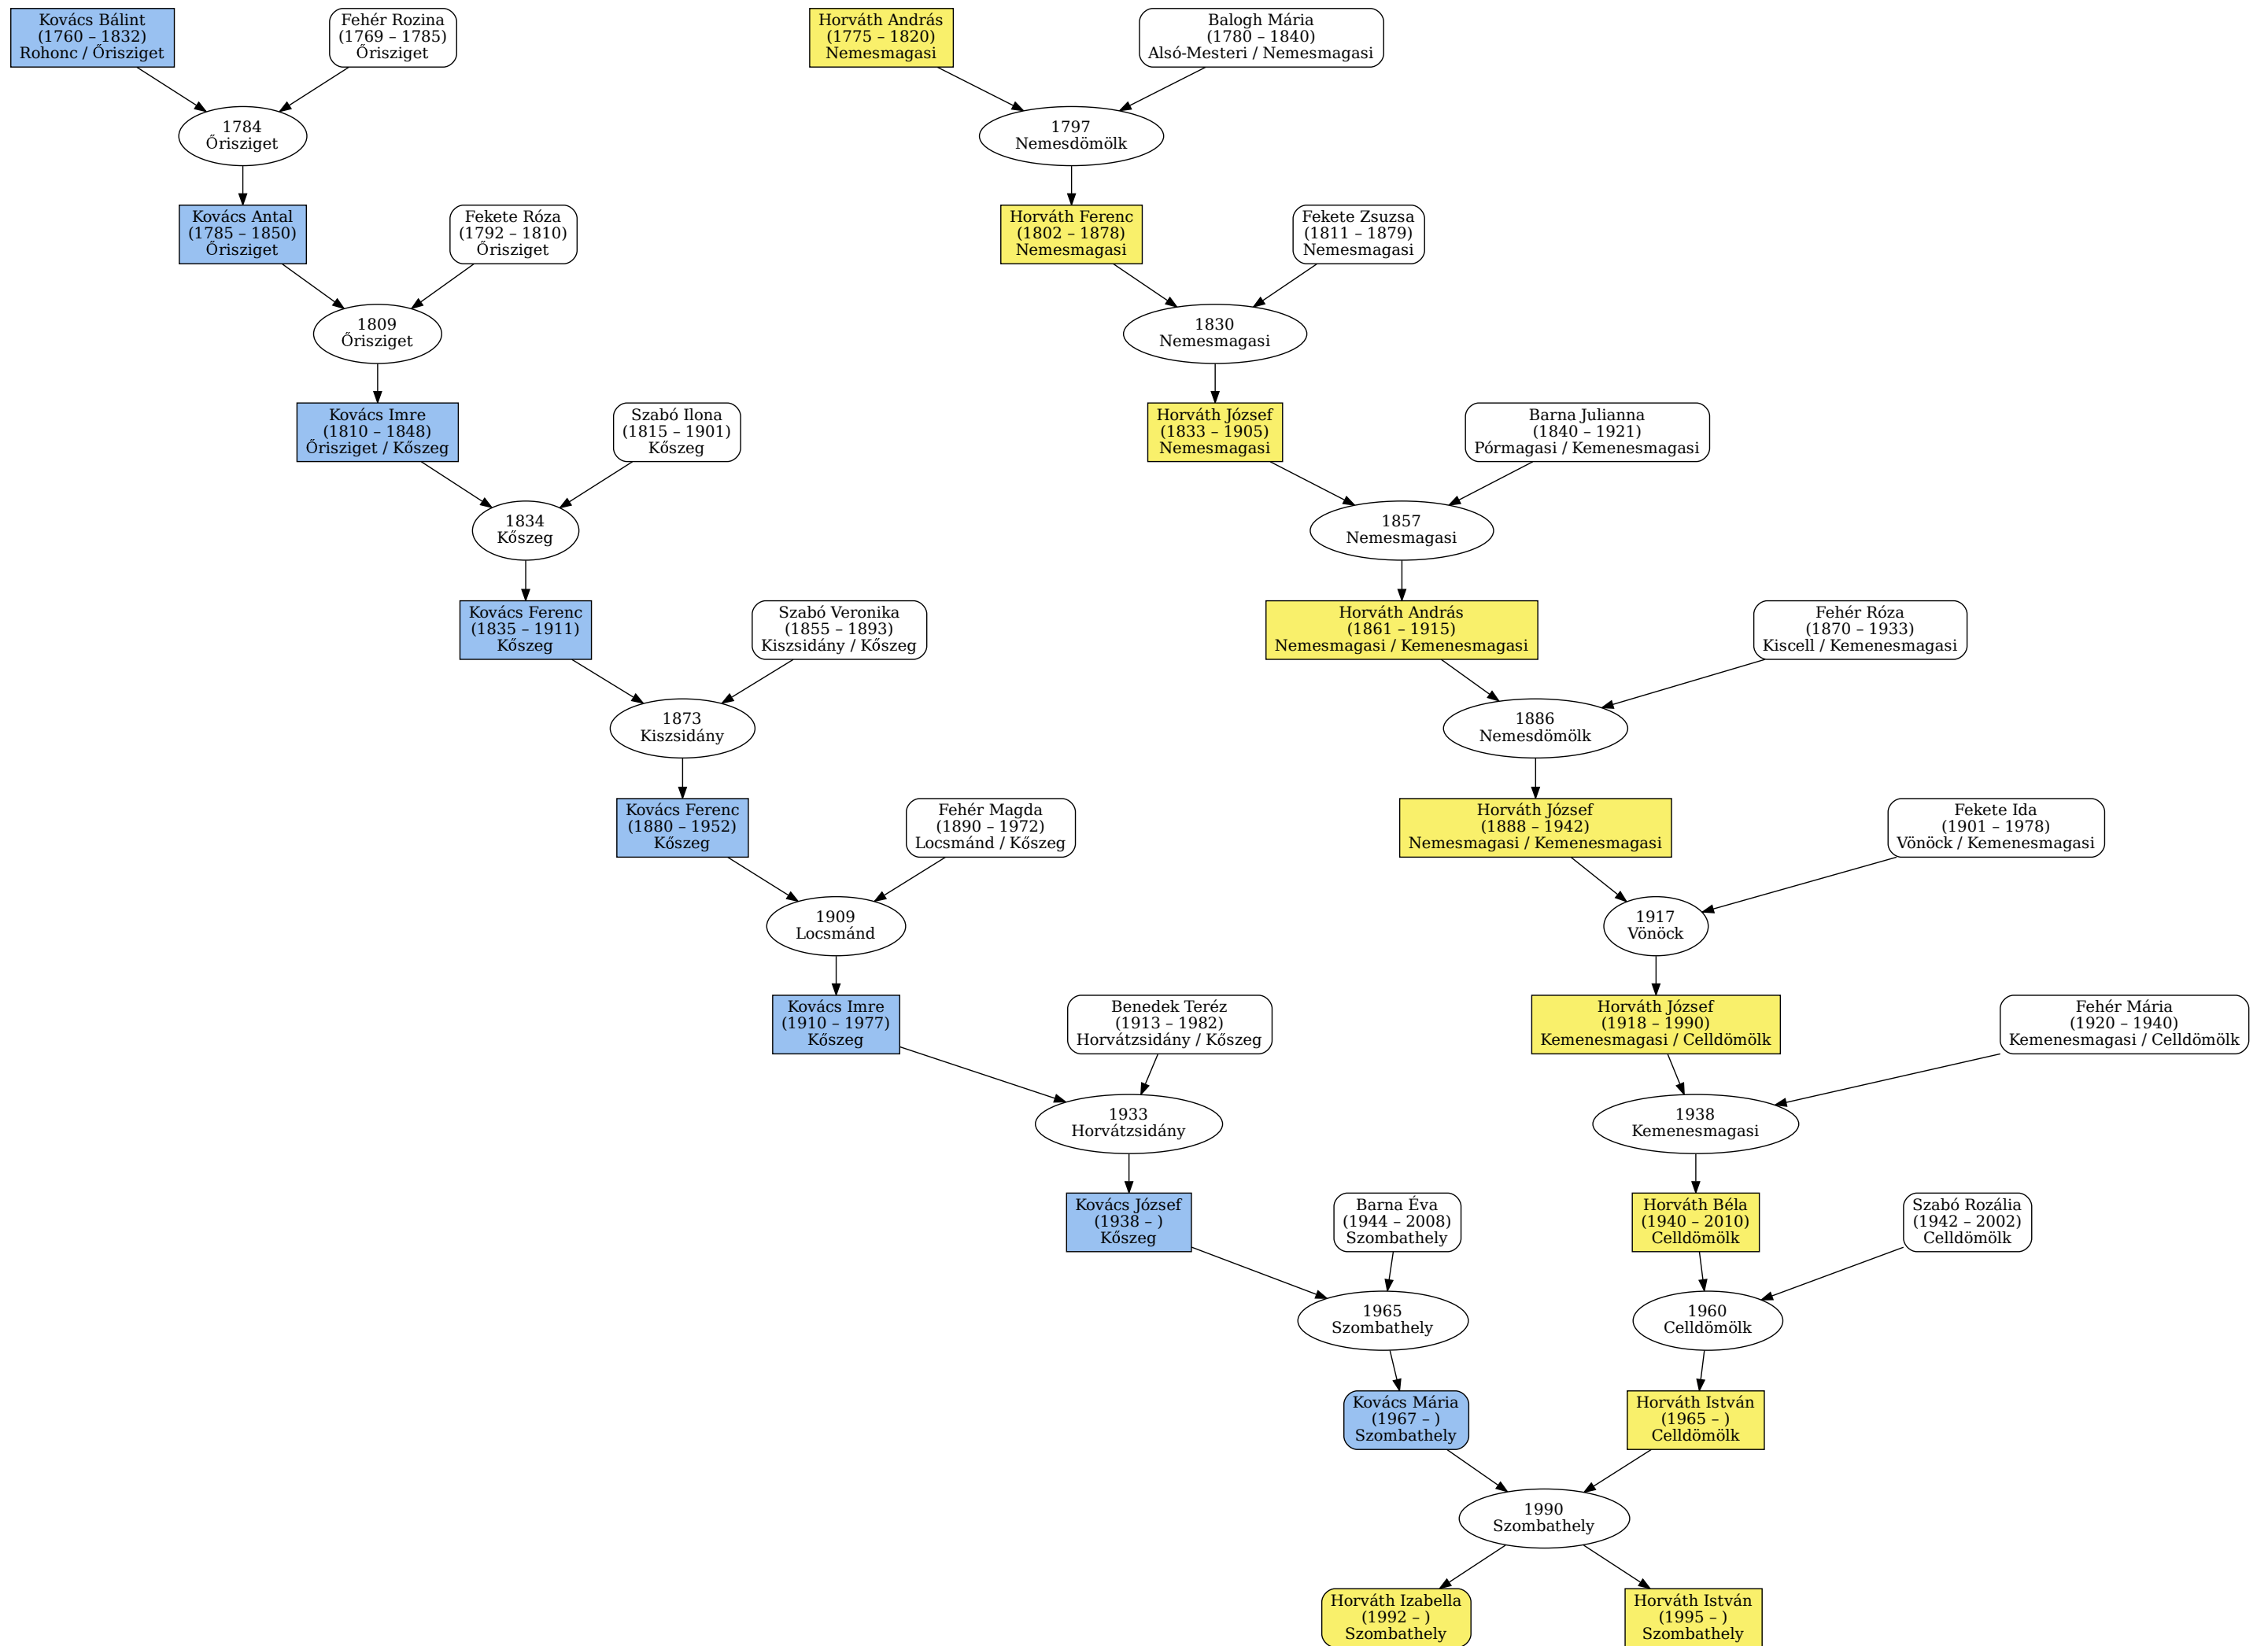 Kovács Bálint
(1760 – 1832)
Rohonc / Őrisziget
Fehér Rozina
(1769 – 1785)
Őrisziget
Horváth András
(1775 – 1820)
Nemesmagasi
Balogh Mária
(1780 – 1840)
Alsó-Mesteri / Nemesmagasi
1784
Őrisziget
1797
Nemesdömölk
Kovács Antal
(1785 – 1850)
Őrisziget
Fekete Róza
(1792 – 1810)
Őrisziget
Horváth Ferenc
(1802 – 1878)
Nemesmagasi
Fekete Zsuzsa
(1811 – 1879)
Nemesmagasi
1809
Őrisziget
1830
Nemesmagasi
Kovács Imre
(1810 – 1848)
Őrisziget / Kőszeg
Szabó Ilona
(1815 – 1901)
Kőszeg
Horváth József
(1833 – 1905)
Nemesmagasi
Barna Julianna
(1840 – 1921)
Pórmagasi / Kemenesmagasi
1834
Kőszeg
1857
Nemesmagasi
Kovács Ferenc
(1835 – 1911)
Kőszeg
Szabó Veronika
(1855 – 1893)
Kiszsidány / Kőszeg
Horváth András
(1861 – 1915)
Nemesmagasi / Kemenesmagasi
Fehér Róza
(1870 – 1933)
Kiscell / Kemenesmagasi
1873
Kiszsidány
1886
Nemesdömölk
Kovács Ferenc
(1880 – 1952)
Kőszeg
Fehér Magda
(1890 – 1972)
Locsmánd / Kőszeg
Horváth József
(1888 – 1942)
Nemesmagasi / Kemenesmagasi
Fekete Ida
(1901 – 1978)
Vönöck / Kemenesmagasi
1909
Locsmánd
1917
Vönöck
Kovács Imre
(1910 – 1977)
Kőszeg
Benedek Teréz
(1913 – 1982)
Horvátzsidány / Kőszeg
Horváth József
(1918 – 1990)
Kemenesmagasi / Celldömölk
Fehér Mária
(1920 – 1940)
Kemenesmagasi / Celldömölk
1933
Horvátzsidány
1938
Kemenesmagasi
Kovács József
(1938 – )
Kőszeg
Barna Éva
(1944 – 2008)
Szombathely
Horváth Béla
(1940 – 2010)
Celldömölk
Szabó Rozália
(1942 – 2002)
Celldömölk
1965
Szombathely
1960
Celldömölk
Kovács Mária
(1967 – )
Szombathely
Horváth István
(1965 – )
Celldömölk
1990
Szombathely
Horváth Izabella
(1992 – )
Szombathely
Horváth István
(1995 – )
Szombathely